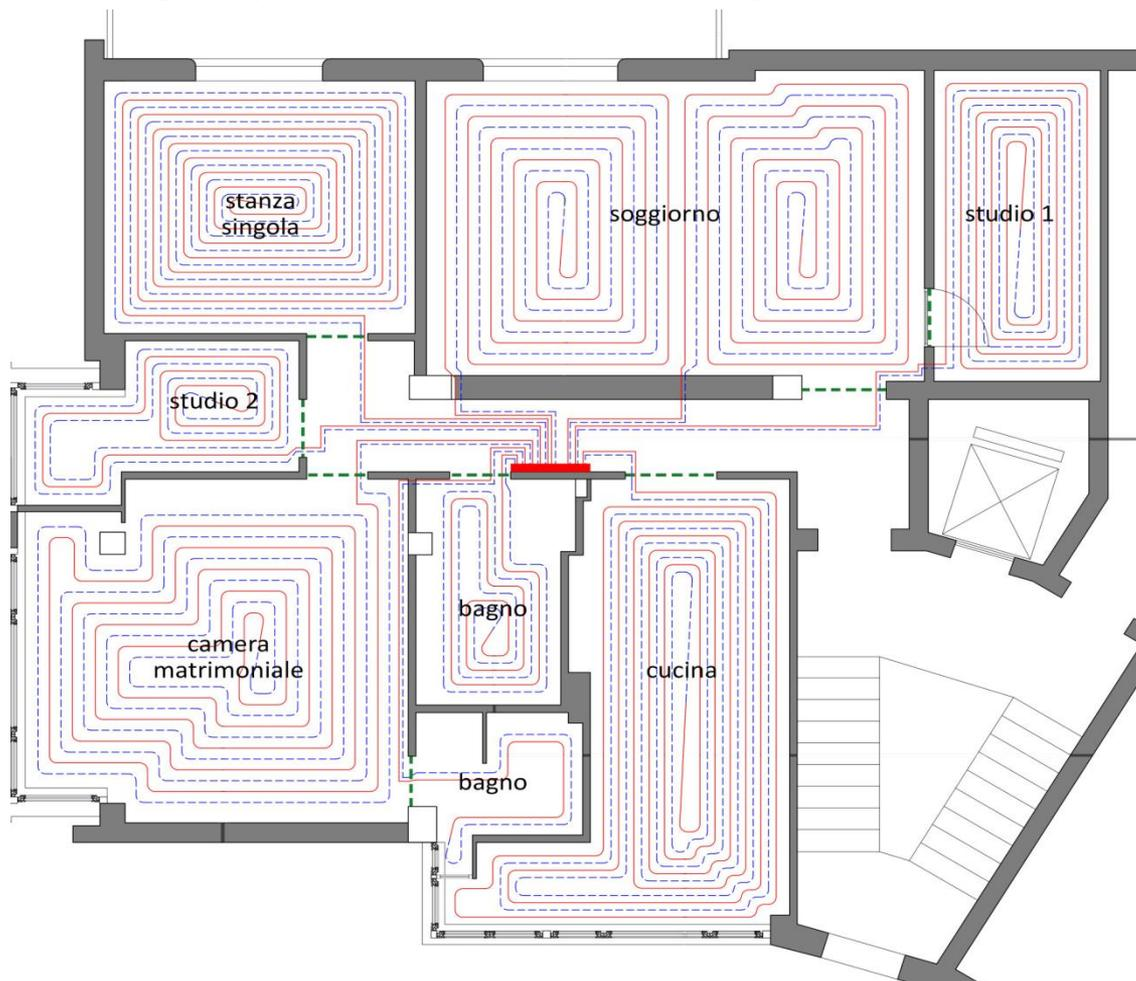 stanza
singola
soggiorno
studio 1
studio 2
bagno
camera
matrimoniale
cucina
bagno